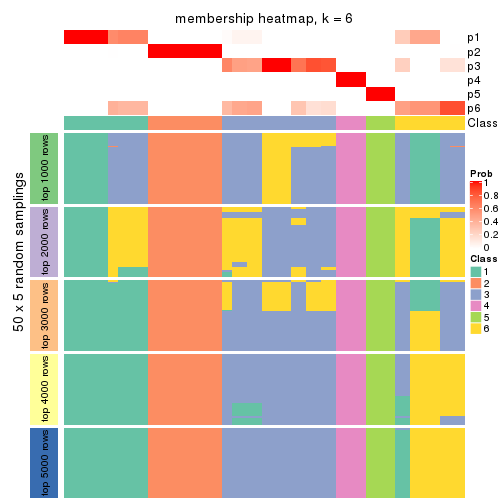 membership heatmap, k = 6
p1
p2
p3
p4
p5
p6
Class
50 x 5 random samplings
top 1000 rows
top 2000 rows
top 3000 rows
top 4000 rows
top 5000 rows
Prob
1
0.8
0.6
0.4
0.2
0
Class
1
2
3
4
5
6